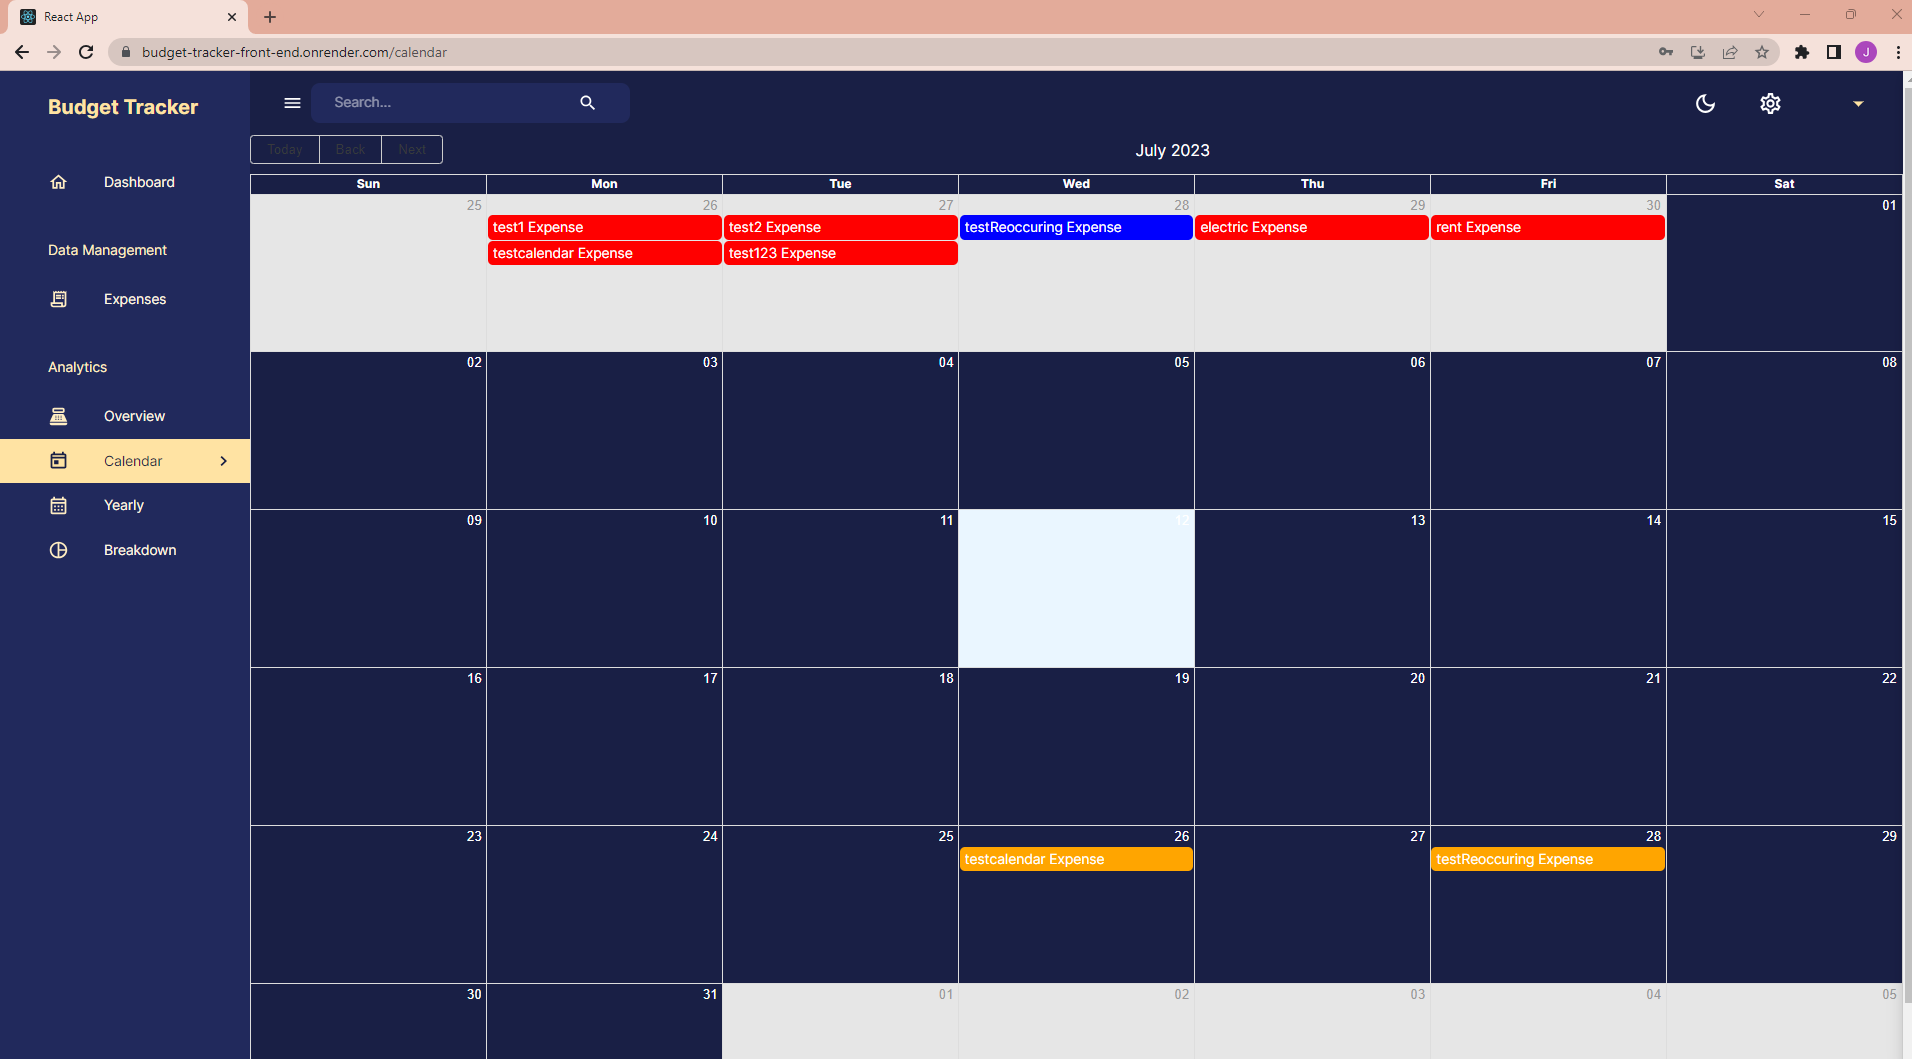 React App
budget-tracker-front-end.onrender.com/calendar
J
Budget Tracker
Search...
Today Back Next
July 2023
Dashboard
Data Management
Expenses
Analytics
Overview
Calendar
Yearly
Breakdown
Sun Mon Tue Wed Thu Fri Sat
25 26 27 28 29 30 01
test1 Expense test2 Expense testReoccuring Expense electric Expense rent Expense
testcalendar Expense test123 Expense
02 03 04 05 06 07 08
09 10 11 12 13 14 15
16 17 18 19 20 21 22
23 24 25 26 27 28 29
testcalendar Expense testReoccuring Expense
30 31 01 02 03 04 05